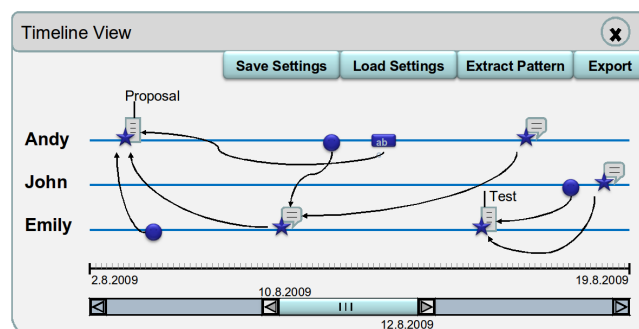 Timeline View
x
Save Settings Load Settings Extract Pattern Export
Proposal
Andy
ab
John
Test
Emily
2.8.2009 19.8.2009
10.8.2009
12.8.2009